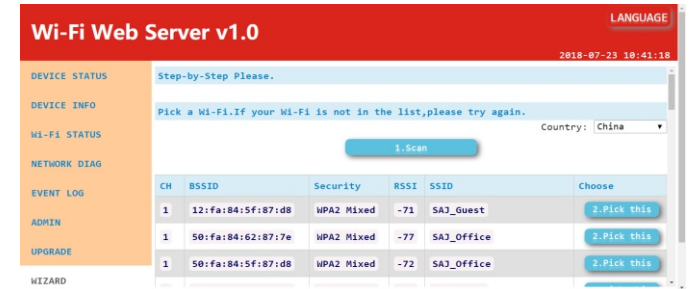 Wi-Fi Web Server v1.0
LANGUAGE
2018-07-23 10:41:18
DEVICE STATUS
DEVICE INFO
Wi-Fi STATUS
NETWORK DIAG
EVENT LOG
ADMIN
UPGRADE
WIZARD
Step-by-Step Please.
Pick a Wi-Fi.If your Wi-Fi is not in the list,please try again.
Country: China
1.Scan
CH BSSID Security RSSI SSID Choose
1 12:fa:84:5f:87:d8 WPA2 Mixed -71 SAJ_Guest 2.Pick this
1 50:fa:84:62:87:7e WPA2 Mixed -77 SAJ_Office 2.Pick this
1 50:fa:84:5f:87:d8 WPA2 Mixed -72 SAJ_Office 2.Pick this